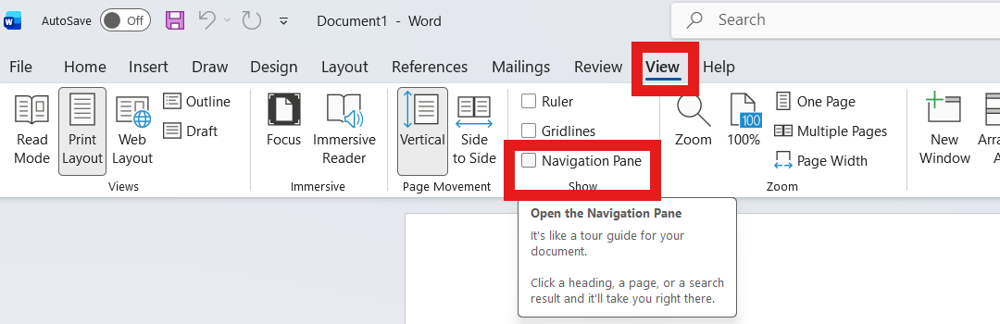 W AutoSave Off Document1 - Word Search
File Home Insert Draw Design Layout References Mailings Review View Help
Read Mode
Print Layout
Web Layout
Outline
Draft
Views
Focus
Immersive Reader
Immersive
Vertical
Side to Side
Page Movement
Ruler
Gridlines
Navigation Pane
Show
Zoom
100
100%
One Page
Multiple Pages
Page Width
Zoom
New Window
Arra
A
Open the Navigation Pane
It's like a tour guide for your
document.
Click a heading, a page, or a search
result and it'll take you right there.